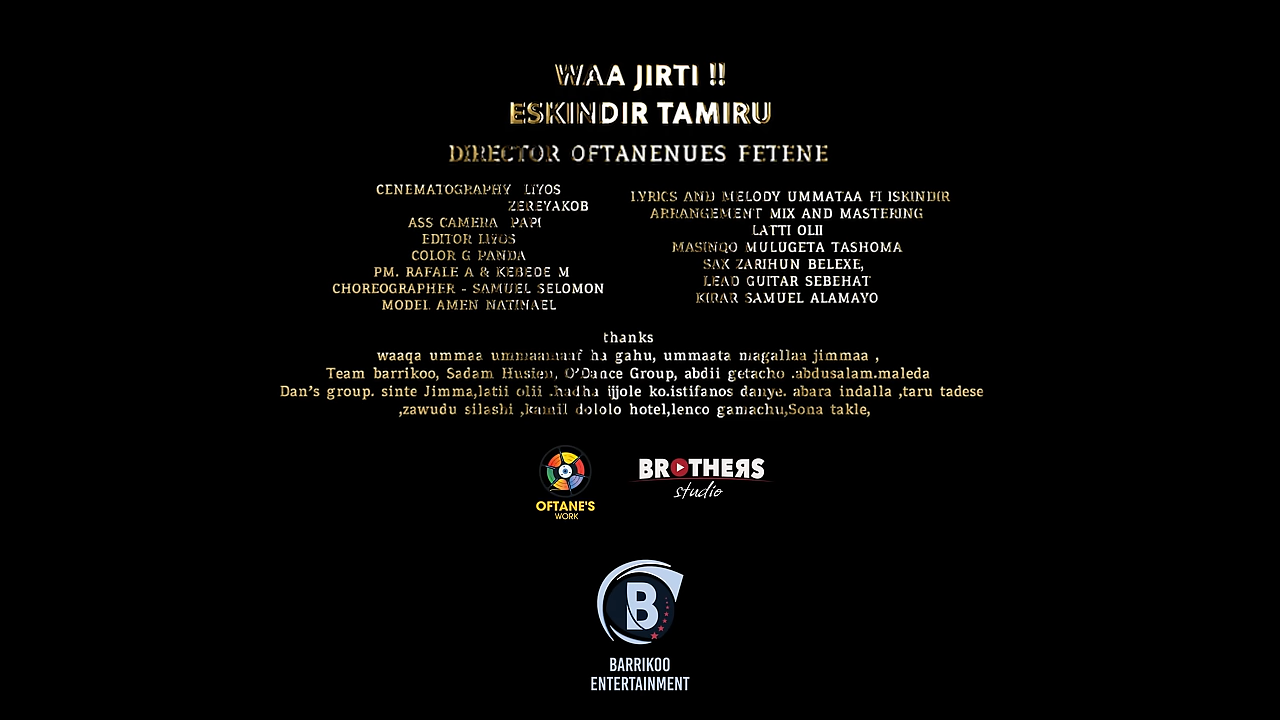 WAA JIRTI !!
ESKINDIR TAMIRU
DIRECTOR OFTANENUES FETENE
CENEMATOGRAPHY LIYOS
ZEREYAKOB
ASS CAMERA PAPI
EDITOR LIYOS
COLOR G PANDA
PM. RAFALE A & KEBEDE M
CHOREOGRAPHER - SAMUEL SELOMON
MODEL AMEN NATINAEL
LYRICS AND MELODY UMMATAA FI ISKINDIR
ARRANGEMENT MIX AND MASTERING
LATTI OLII
MASINQO MULUGETA TASHOMA
SAX ZARIHUN BELEXE,
LEAD GUITAR SEBEHAT
KIRAR SAMUEL ALAMAYO
thanks
waaqa ummaa ummaamaaf ha gahu, ummaata magallaa jimmaa ,
Team barrikoo, Sadam Husien, O'Dance Group, abdii getacho .abdusalam.maleda
Dan's group. sinte Jimma,latii olii .hadha ijjole ko.istifanos danye. abara indalla ,taru tadese
,zawudu silashi ,kamil dololo hotel,lenco gamachu,Sona takle,
OFTANE'S
WORK
BROTHERS
studio
B
BARRIKOO
ENTERTAINMENT